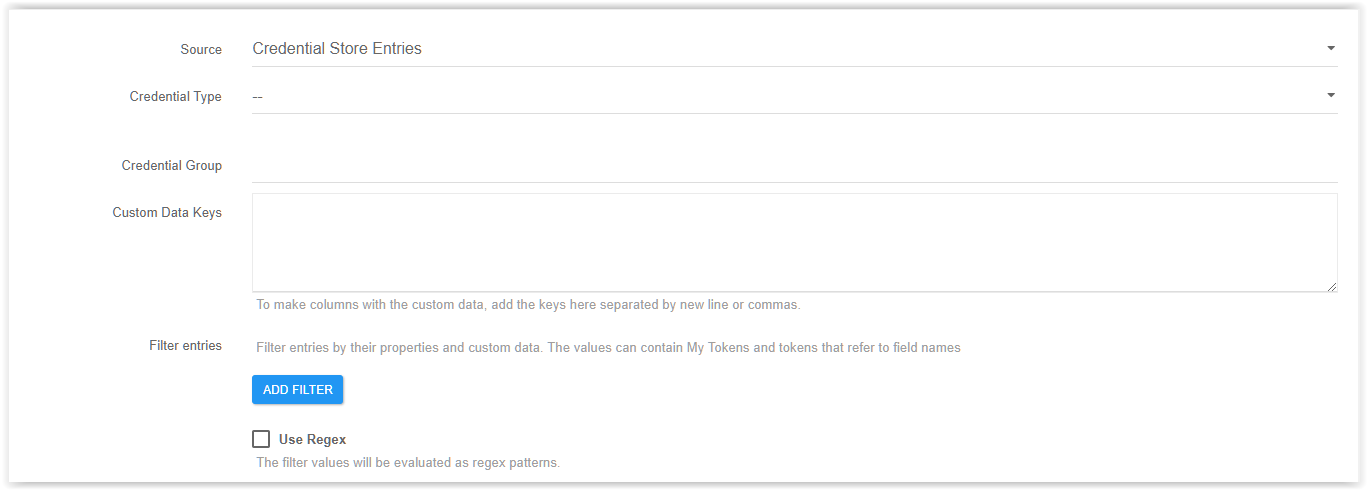 Source
Credential Store Entries
Credential Type
--
Credential Group
Custom Data Keys
To make columns with the custom data, add the keys here separated by new line or commas.
Filter entries
Filter entries by their properties and custom data. The values can contain My Tokens and tokens that refer to field names
ADD FILTER
Use Regex
The filter values will be evaluated as regex patterns.